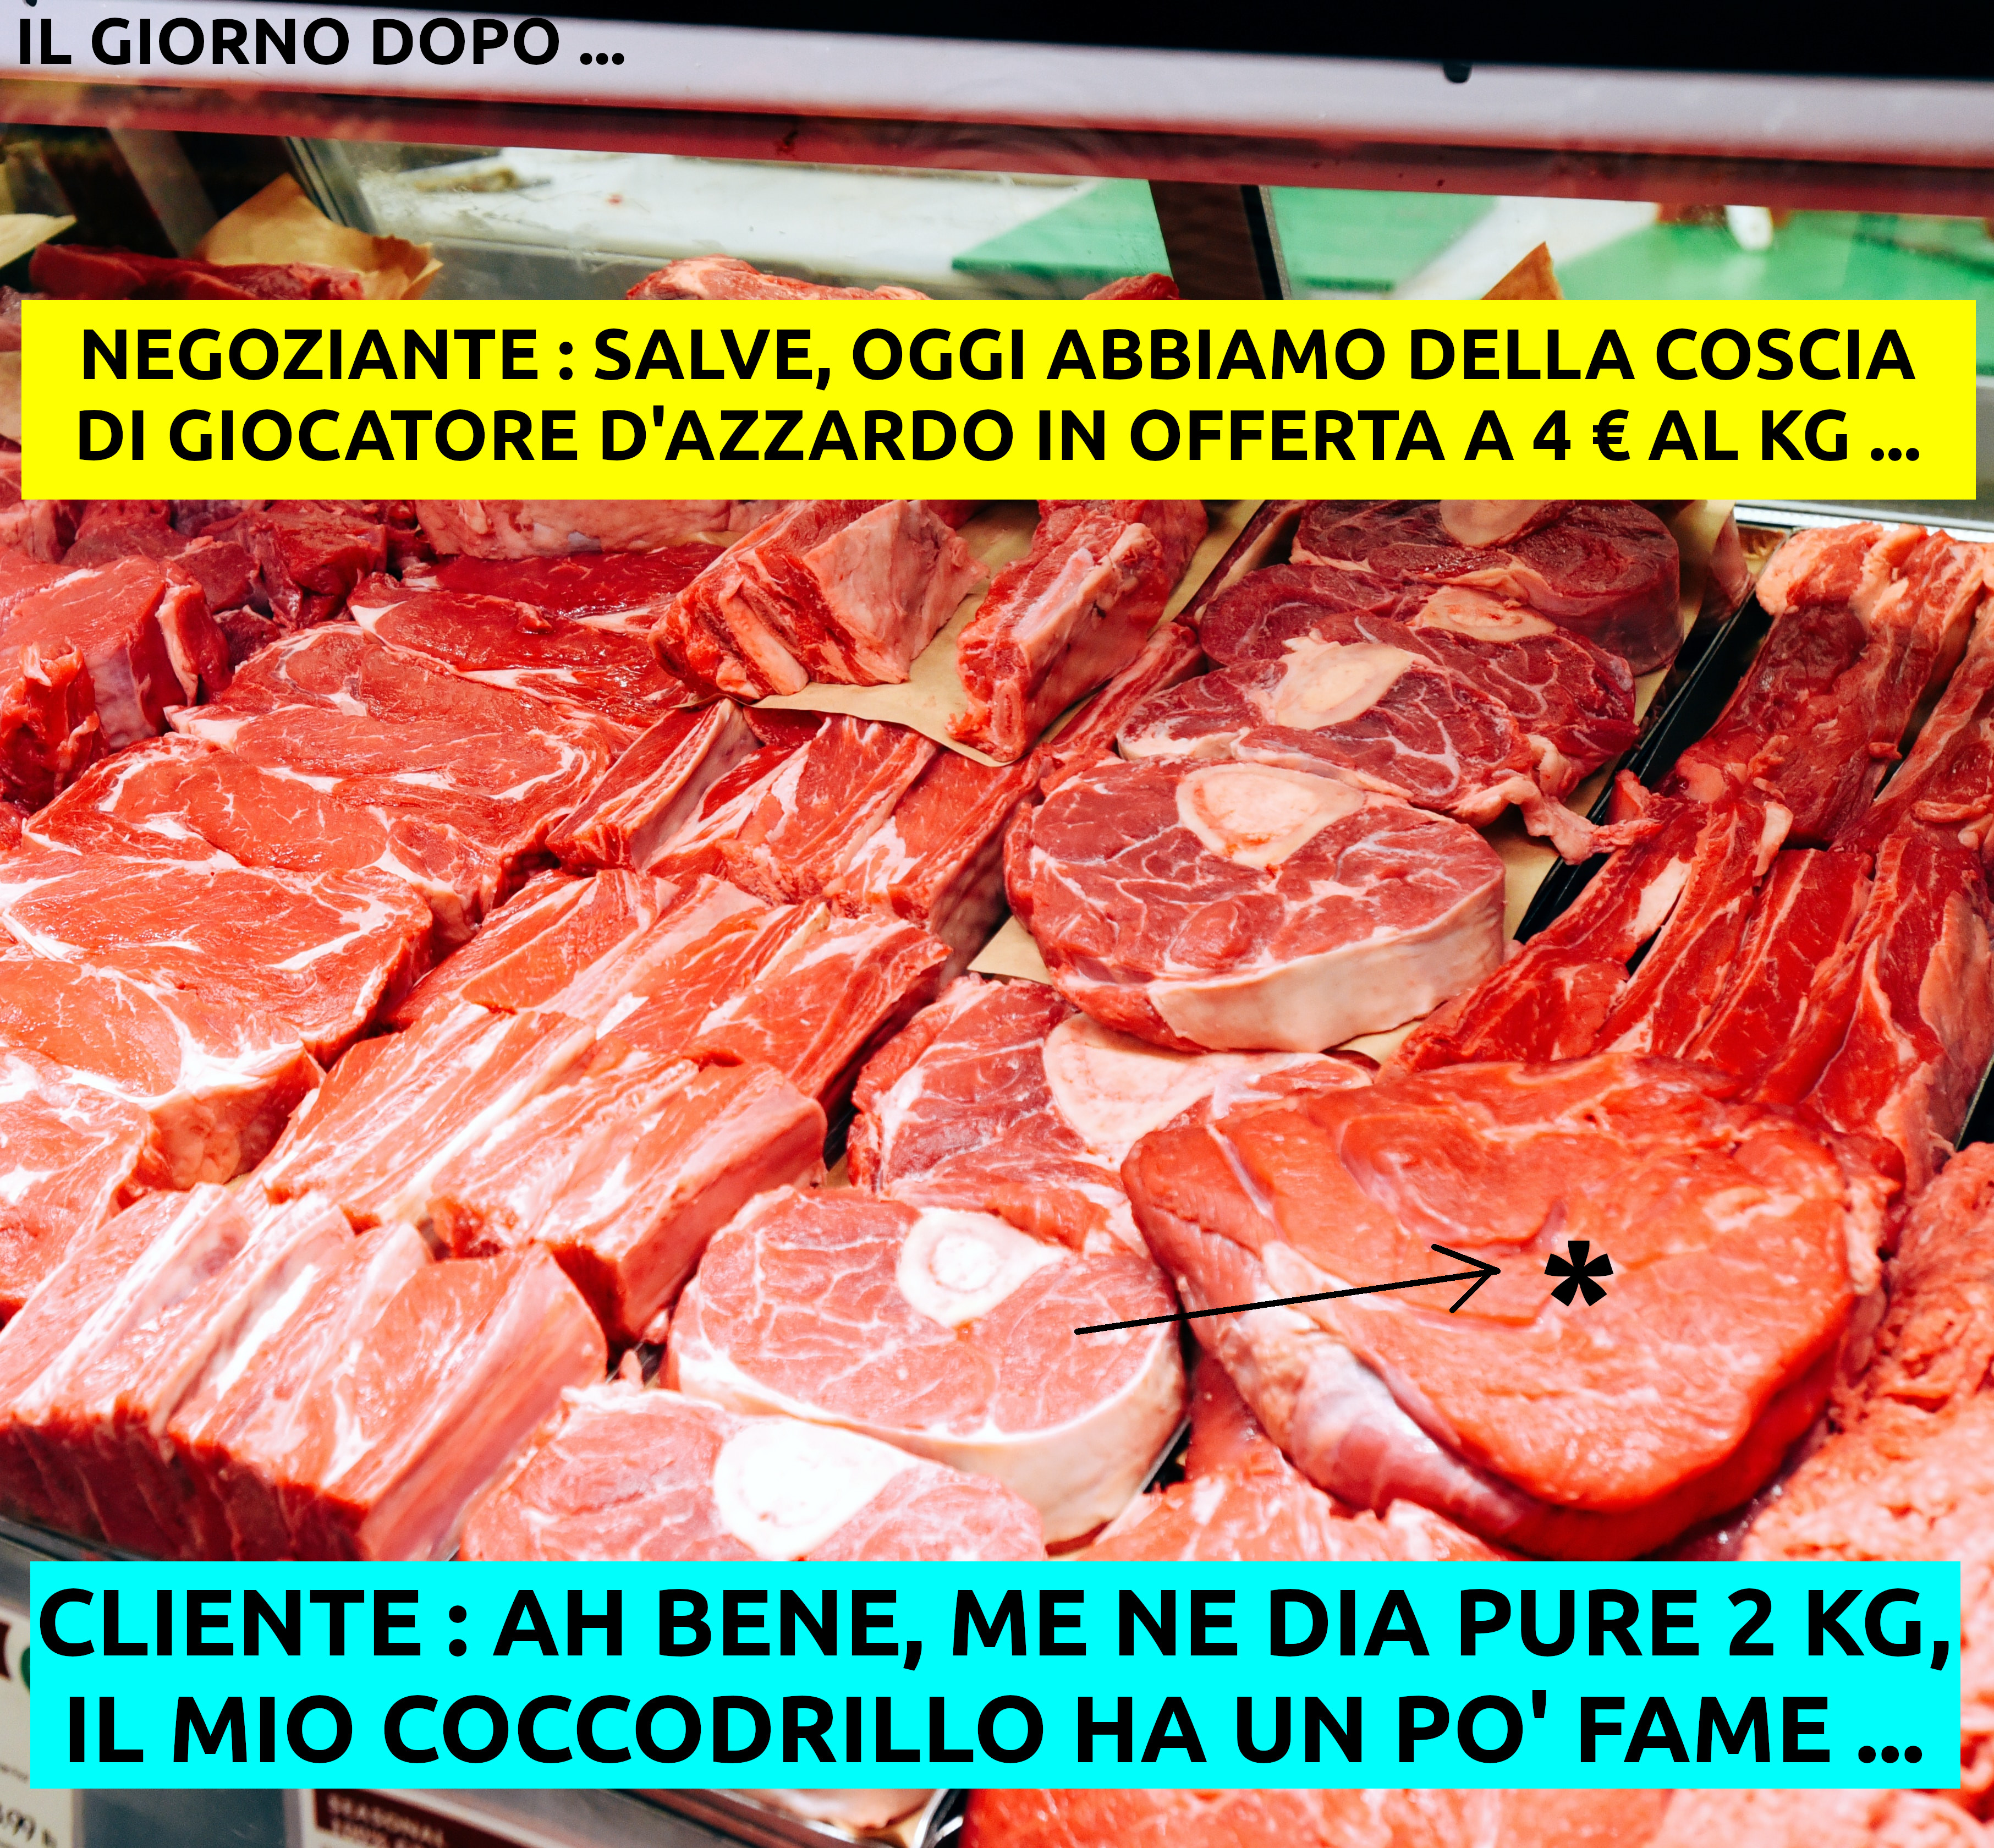 IL GIORNO DOPO ...
NEGOZIANTE : SALVE, OGGI ABBIAMO DELLA COSCIA
DI GIOCATORE D'AZZARDO IN OFFERTA A 4 € AL KG ...
*
CLIENTE : AH BENE, ME NE DIA PURE 2 KG,
IL MIO COCCODRILLO HA UN PO' FAME ...
SEASONAL